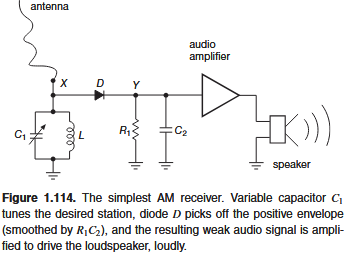 antenna
audio
amplifier
X
D
Y
C₁
L
R₁
C₂
speaker
Figure 1.114. The simplest AM receiver. Variable capacitor C₁
tunes the desired station, diode D picks off the positive envelope
(smoothed by R₁C₂), and the resulting weak audio signal is ampli-
fied to drive the loudspeaker, loudly.